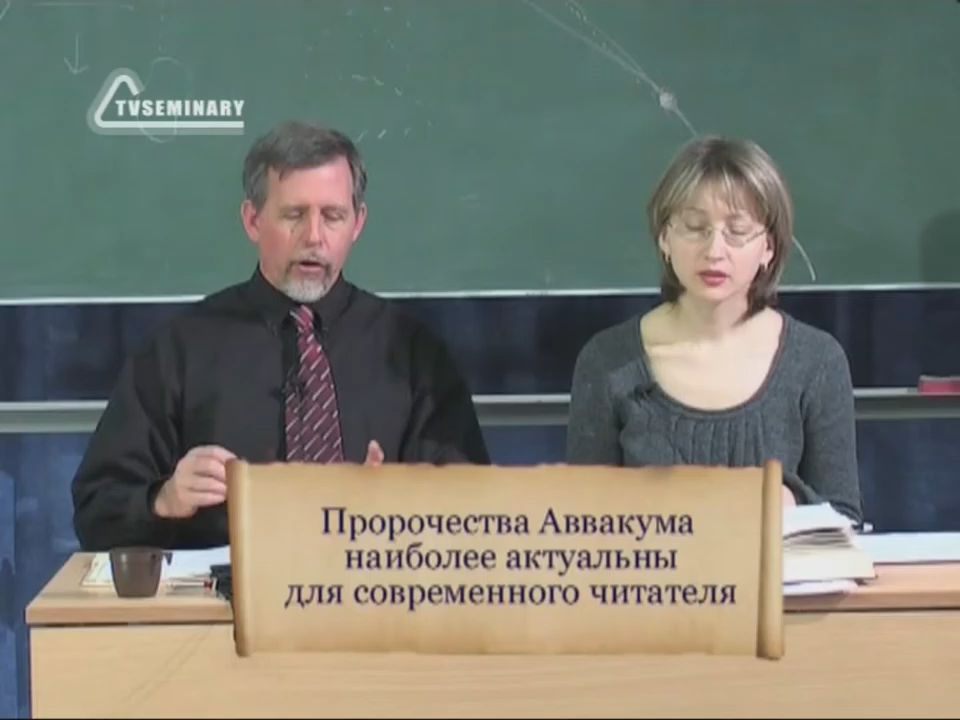 TVSEMINARY
Пророчества Аввакума
наиболее актуальны
для современного читателя